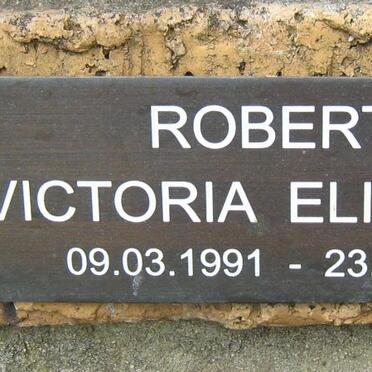 ROBERT
VICTORIA ELI
09.03.1991 - 23.